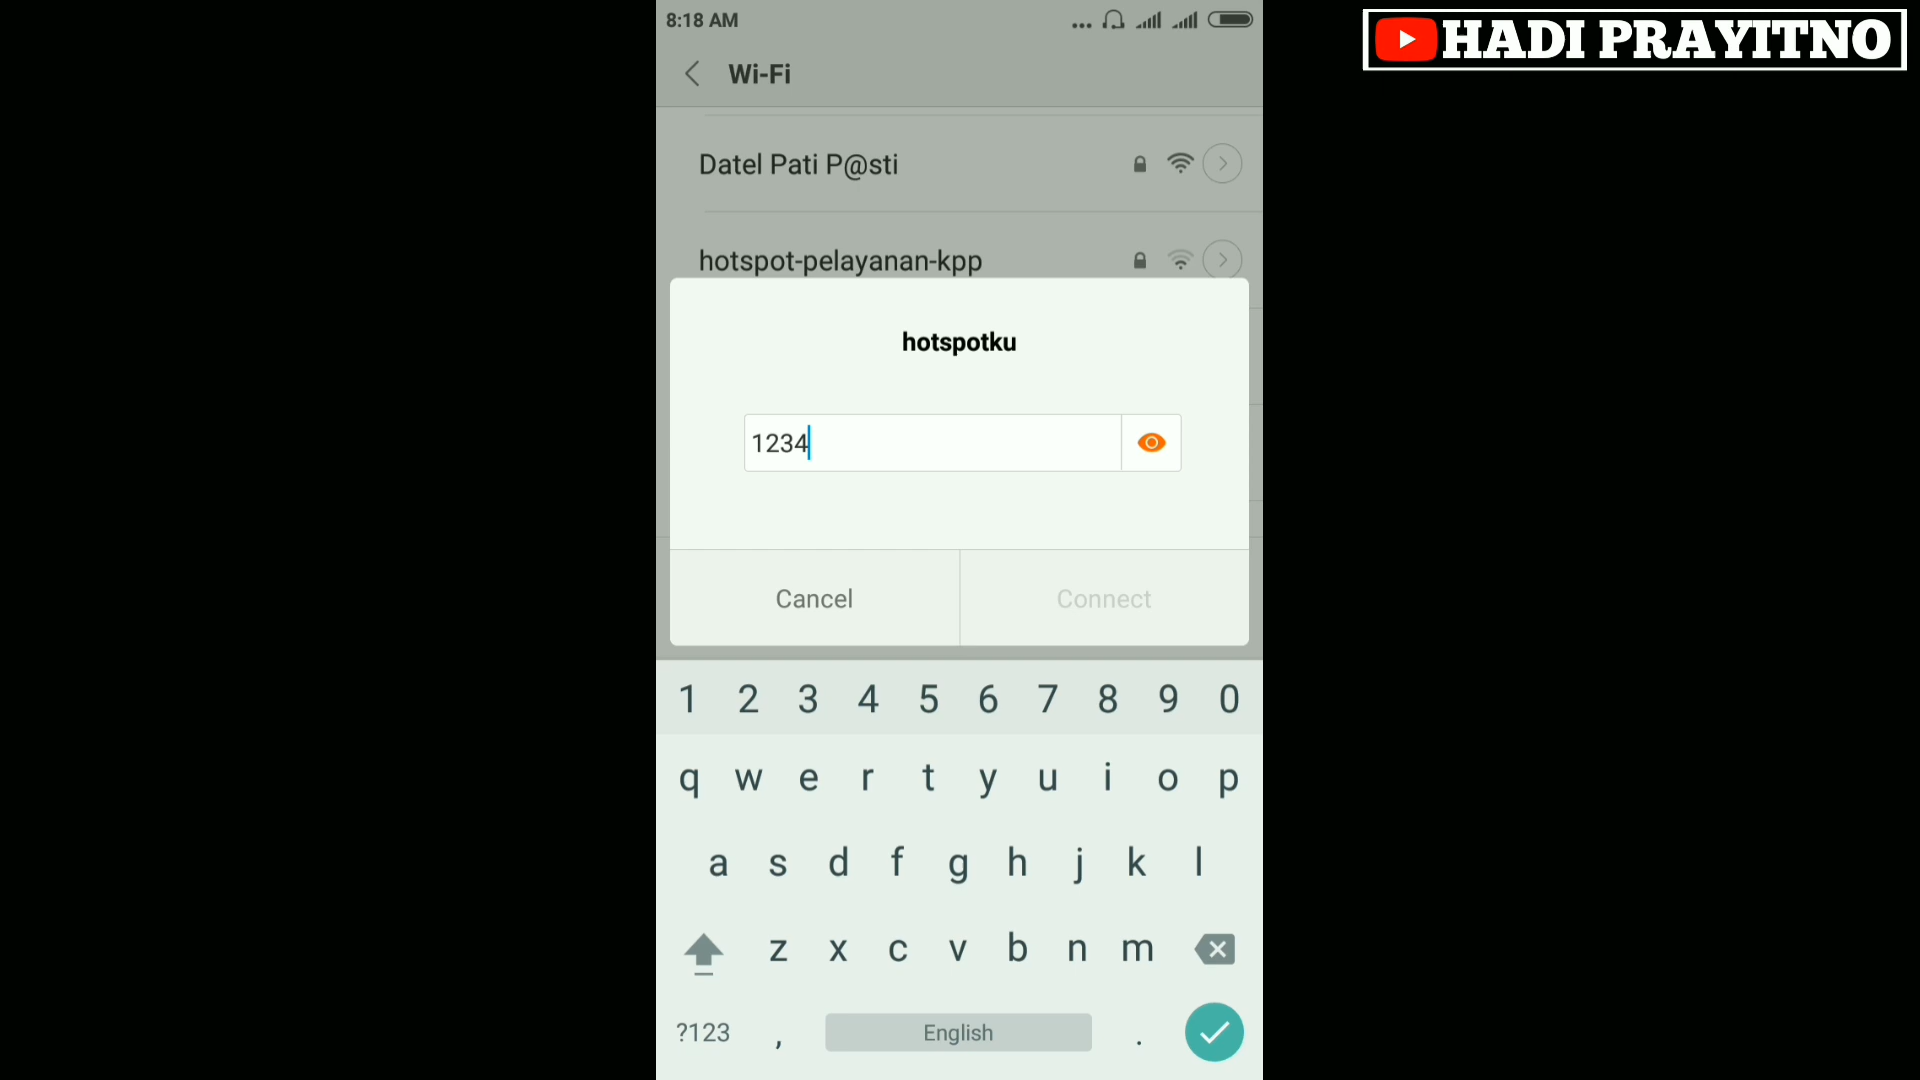 8:18 AM
HADI PRAYITNO
Wi-Fi
Datel Pati P@sti
hotspot-pelayanan-kpp
hotspotku
1234
Cancel
Connect
1 2 3 4 5 6 7 8 9 0
q w e r t y u i o p
a s d f g h j k l
z x c v b n m
?123 , English .